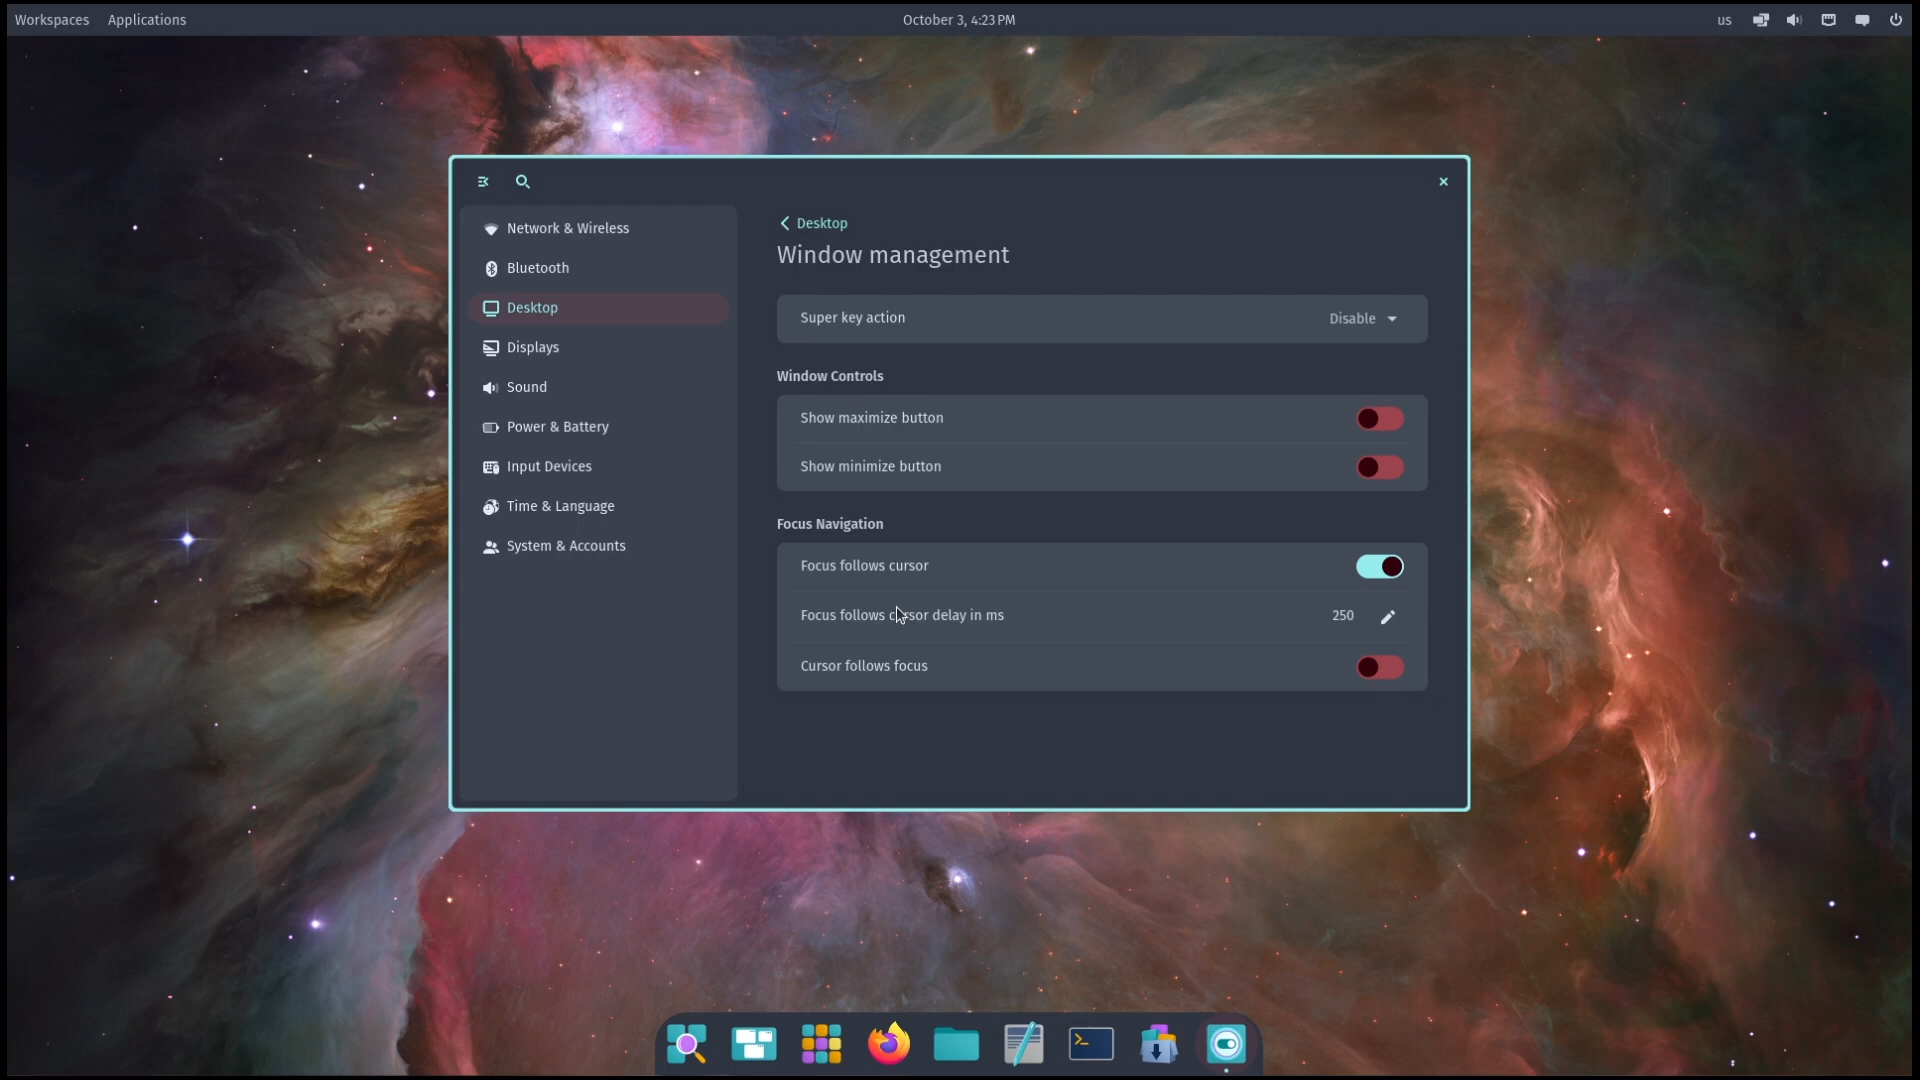 Workspaces Applications October 3, 4:23 PM us
Network & Wireless
Bluetooth
Desktop
Displays
Sound
Power & Battery
Input Devices
Time & Language
System & Accounts
Desktop
Window management
Super key action Disable
Window Controls
Show maximize button
Show minimize button
Focus Navigation
Focus follows cursor
Focus follows cursor delay in ms 250
Cursor follows focus